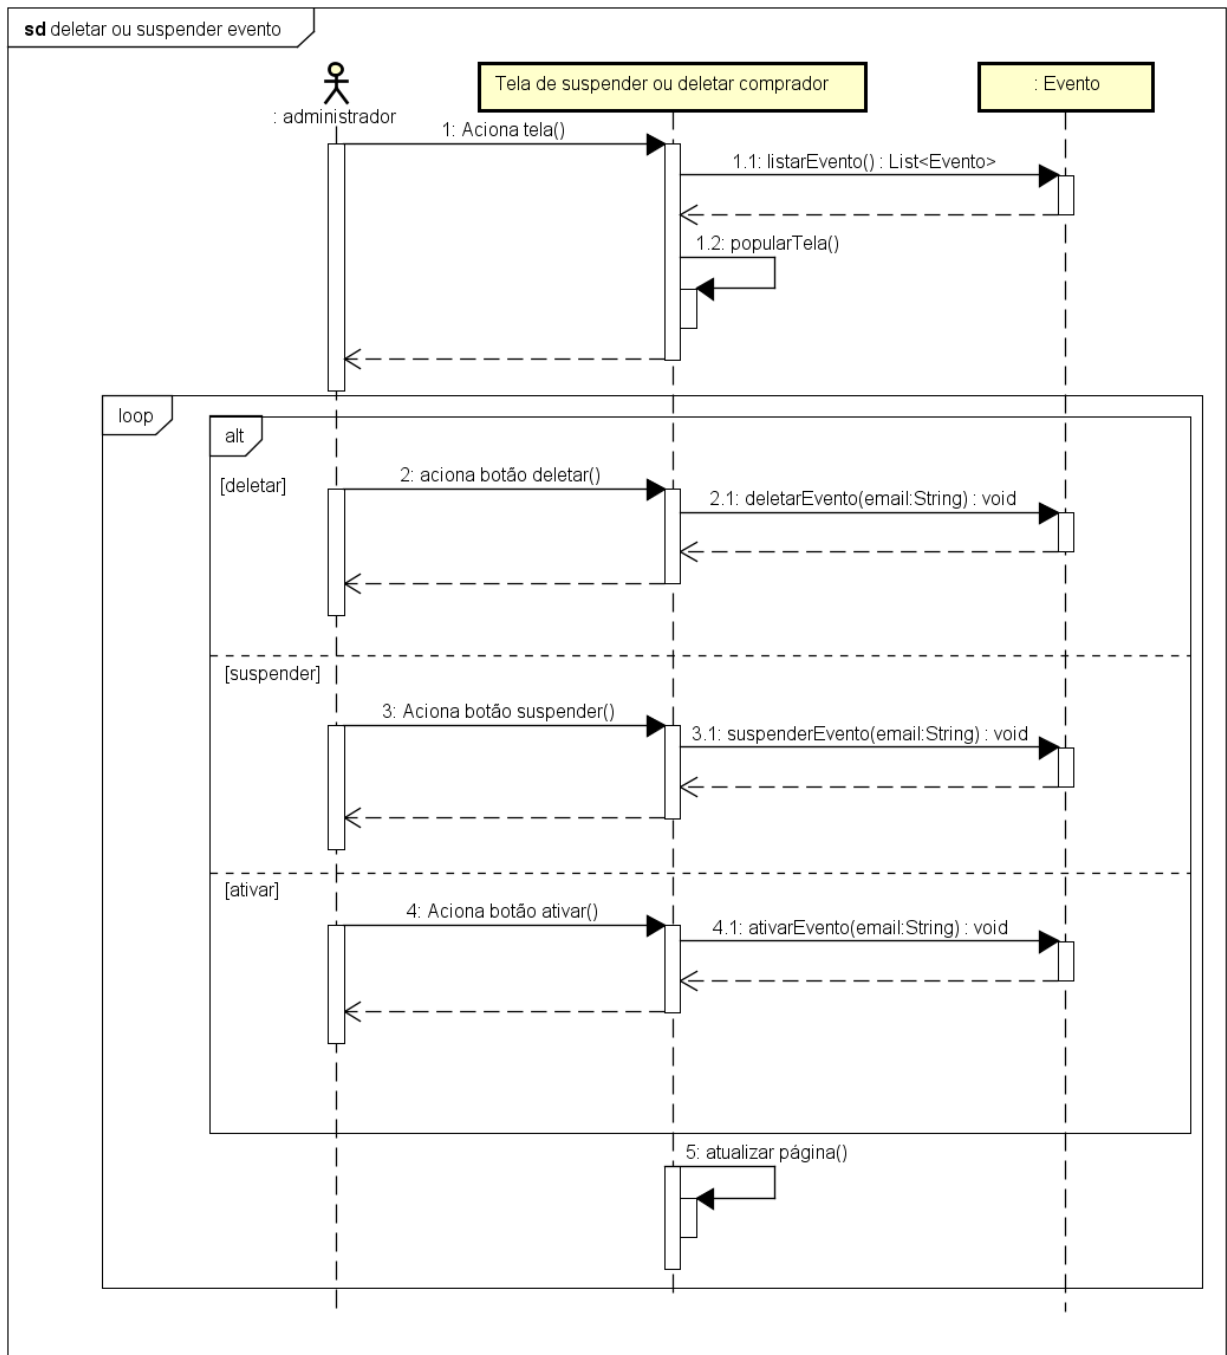 sd deletar ou suspender evento
: administrador
Tela de suspender ou deletar comprador
: Evento
1: Aciona tela()
1.1: listarEvento() : List<Evento>
1.2: popularTela()
loop
alt
[deletar]
2: aciona botão deletar()
2.1: deletarEvento(email:String) : void
[suspender]
3: Aciona botão suspender()
3.1: suspenderEvento(email:String) : void
[ativar]
4: Aciona botão ativar()
4.1: ativarEvento(email:String) : void
5: atualizar página()